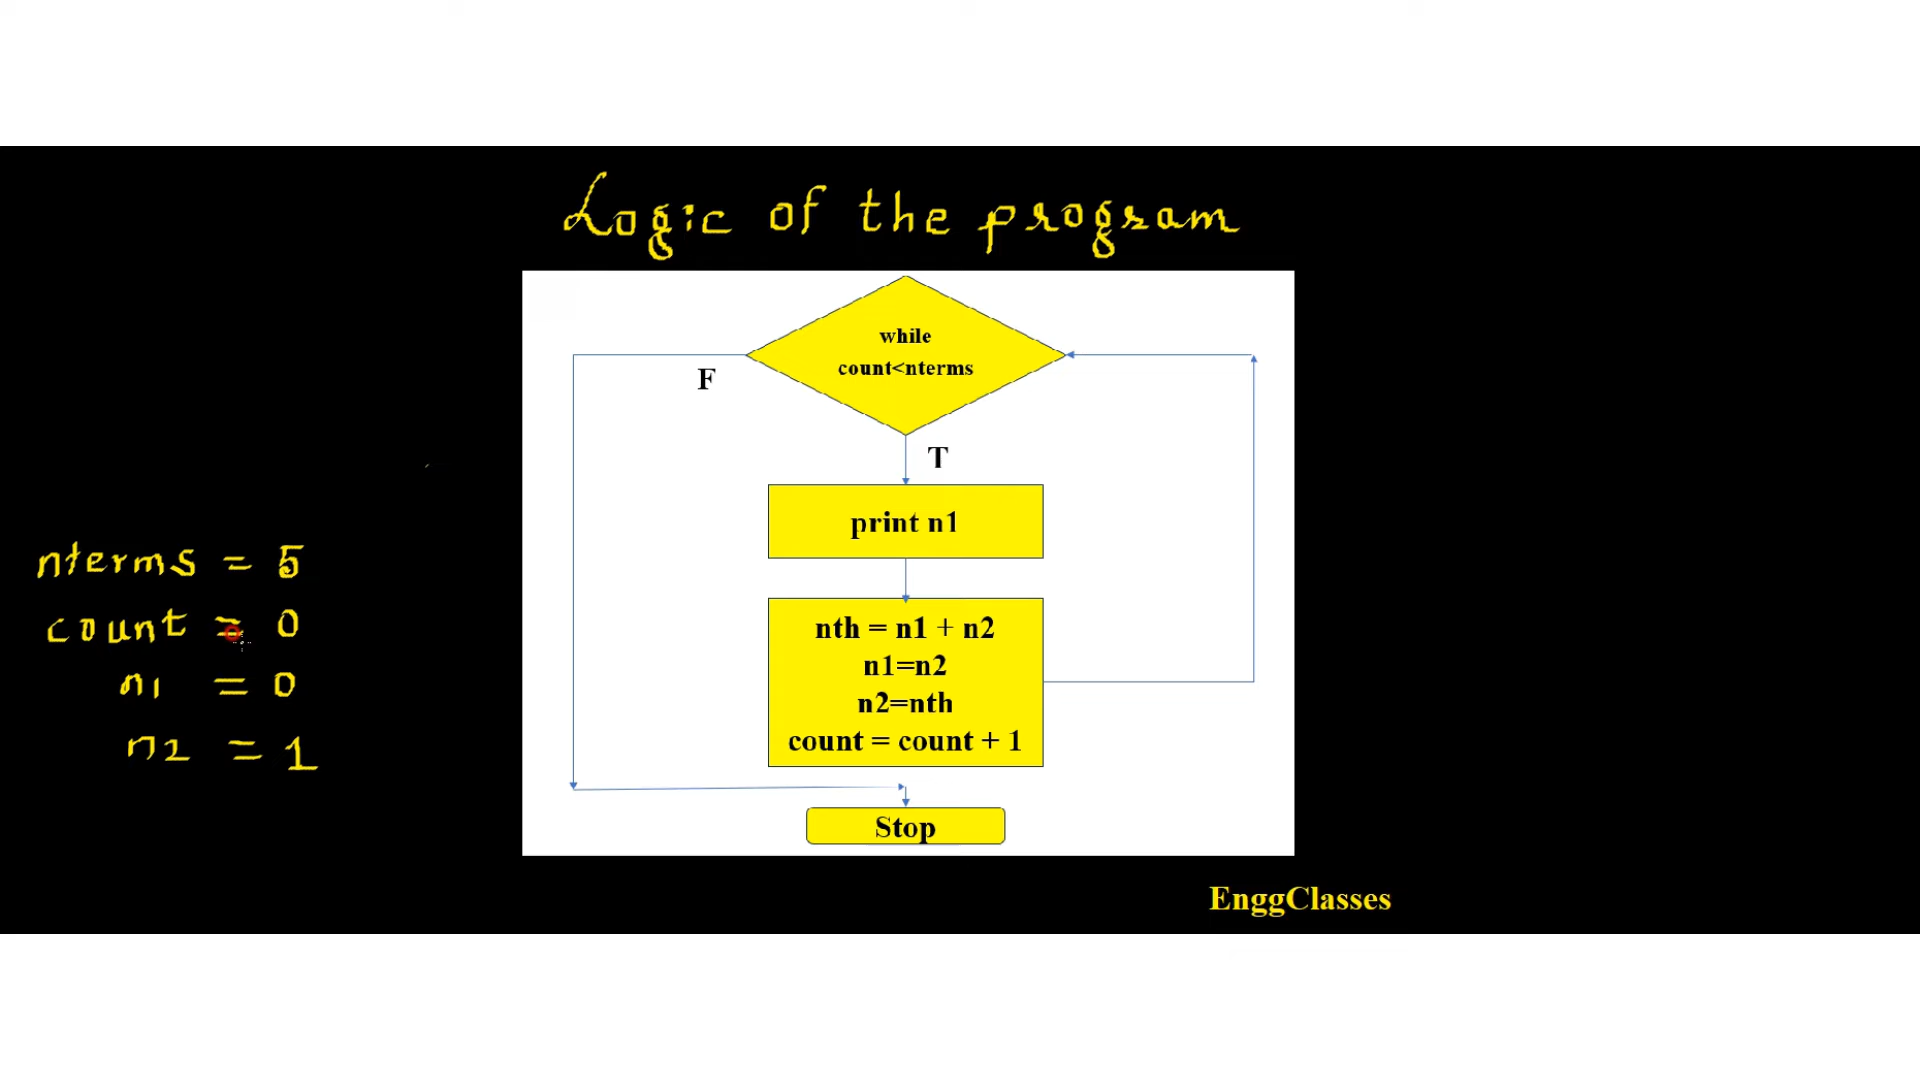 Logic of the program
while
count<nterms
F
T
print n1
nth = n1 + n2
n1=n2
n2=nth
count = count + 1
Stop
nterms = 5
count = 0
n1 = 0
n2 = 1
EnggClasses